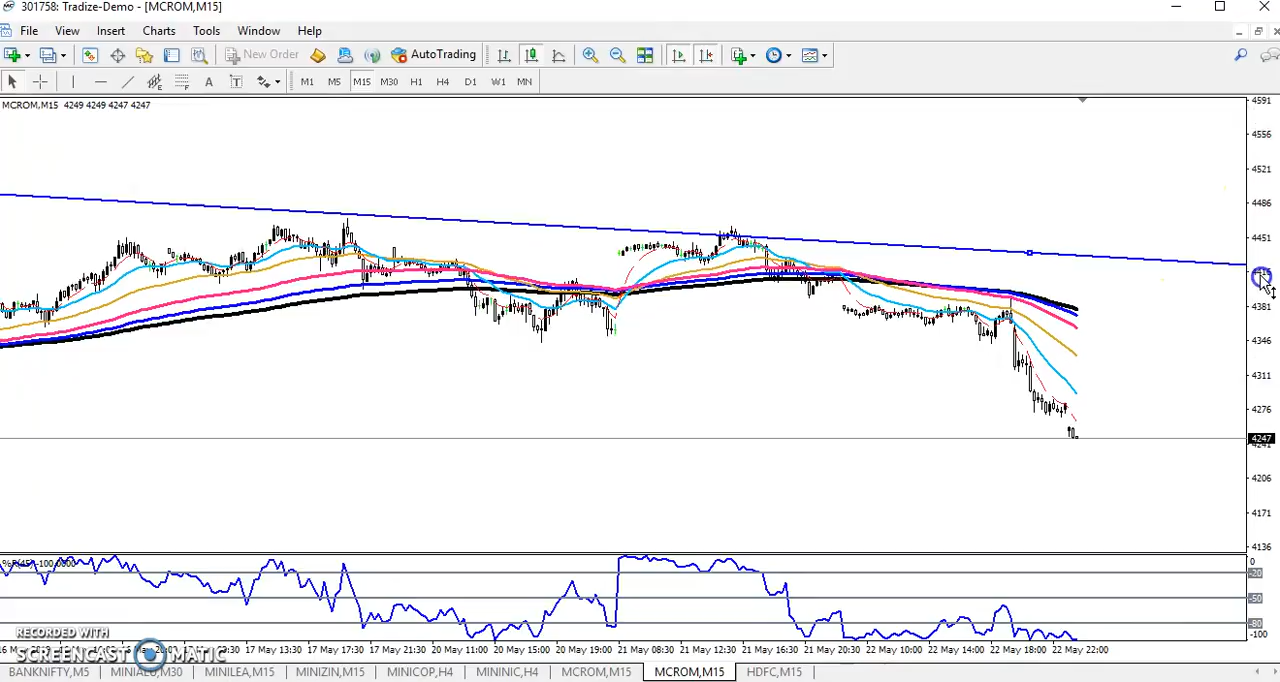 301758: Tradize-Demo - [MCROM,M15]
File View Insert Charts Tools Window Help
New Order AutoTrading
A T M1 M5 M15 M30 H1 H4 D1 W1 MN
MCROM,M15 4249 4249 4247 4247
4591
4556
4521
4486
4451
4381
4346
4311
4276
4247
4241
4206
4171
4136
%R(45) -100.0000
0
-20
-50
-80
-100
RECORDED WITH
SCREENCAST MATIC
17 May 13:30 17 May 17:30 17 May 21:30 20 May 11:00 20 May 15:00 20 May 19:00 21 May 08:30 21 May 12:30 21 May 16:30 21 May 20:30 22 May 10:00 22 May 14:00 22 May 18:00 22 May 22:00
BANKNIFTY,M5 MINIALU,M30 MINILEA,M15 MINIZIN,M15 MINICOP,H4 MININIC,H4 MCROM,M15 MCROM,M15 HDFC,M15